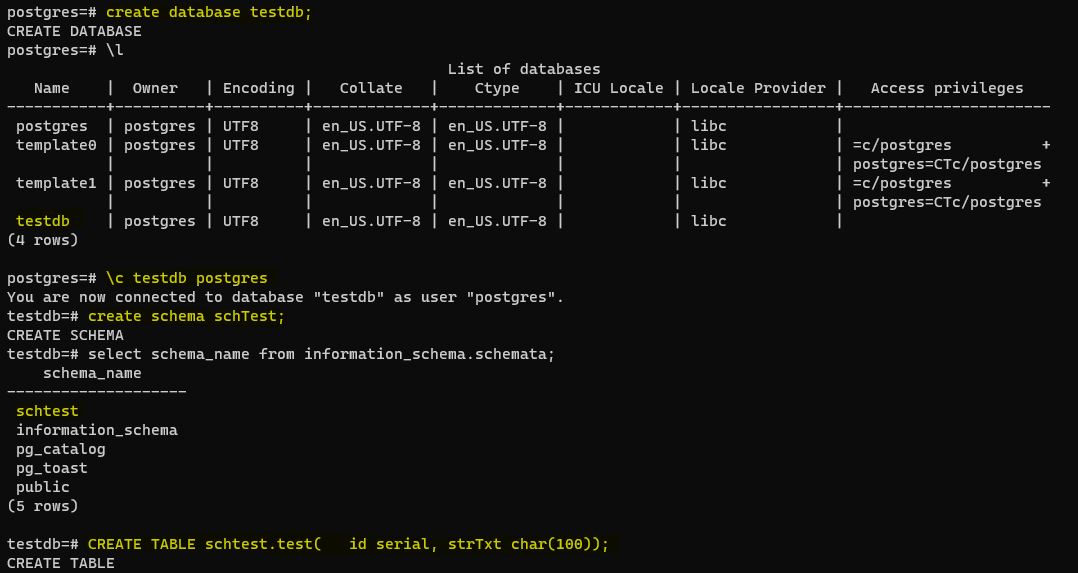 postgres=# create database testdb;
CREATE DATABASE
postgres=# \l
                                                 List of databases
   Name    |  Owner   | Encoding |   Collate   |    Ctype    | ICU Locale | Locale Provider |   Access privileges
-----------+----------+----------+-------------+-------------+------------+-----------------+-----------------------
 postgres  | postgres | UTF8     | en_US.UTF-8 | en_US.UTF-8 |            | libc            |
 template0 | postgres | UTF8     | en_US.UTF-8 | en_US.UTF-8 |            | libc            | =c/postgres          +
           |          |          |             |             |            |                 | postgres=CTc/postgres
 template1 | postgres | UTF8     | en_US.UTF-8 | en_US.UTF-8 |            | libc            | =c/postgres          +
           |          |          |             |             |            |                 | postgres=CTc/postgres
 testdb    | postgres | UTF8     | en_US.UTF-8 | en_US.UTF-8 |            | libc            |
(4 rows)

postgres=# \c testdb postgres
You are now connected to database "testdb" as user "postgres".
testdb=# create schema schTest;
CREATE SCHEMA
testdb=# select schema_name from information_schema.schemata;
    schema_name
--------------------
 schtest
 information_schema
 pg_catalog
 pg_toast
 public
(5 rows)

testdb=# CREATE TABLE schtest.test(   id serial, strTxt char(100));
CREATE TABLE